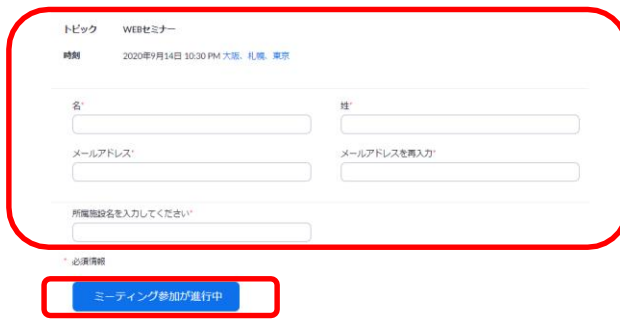 トピック WEBセミナー
時刻 2020年9月14日 10:30 PM 大阪、札幌、東京
名* 姓*
メールアドレス* メールアドレスを再入力*
所属施設名を入力してください*
* 必須情報
ミーティング参加が進行中